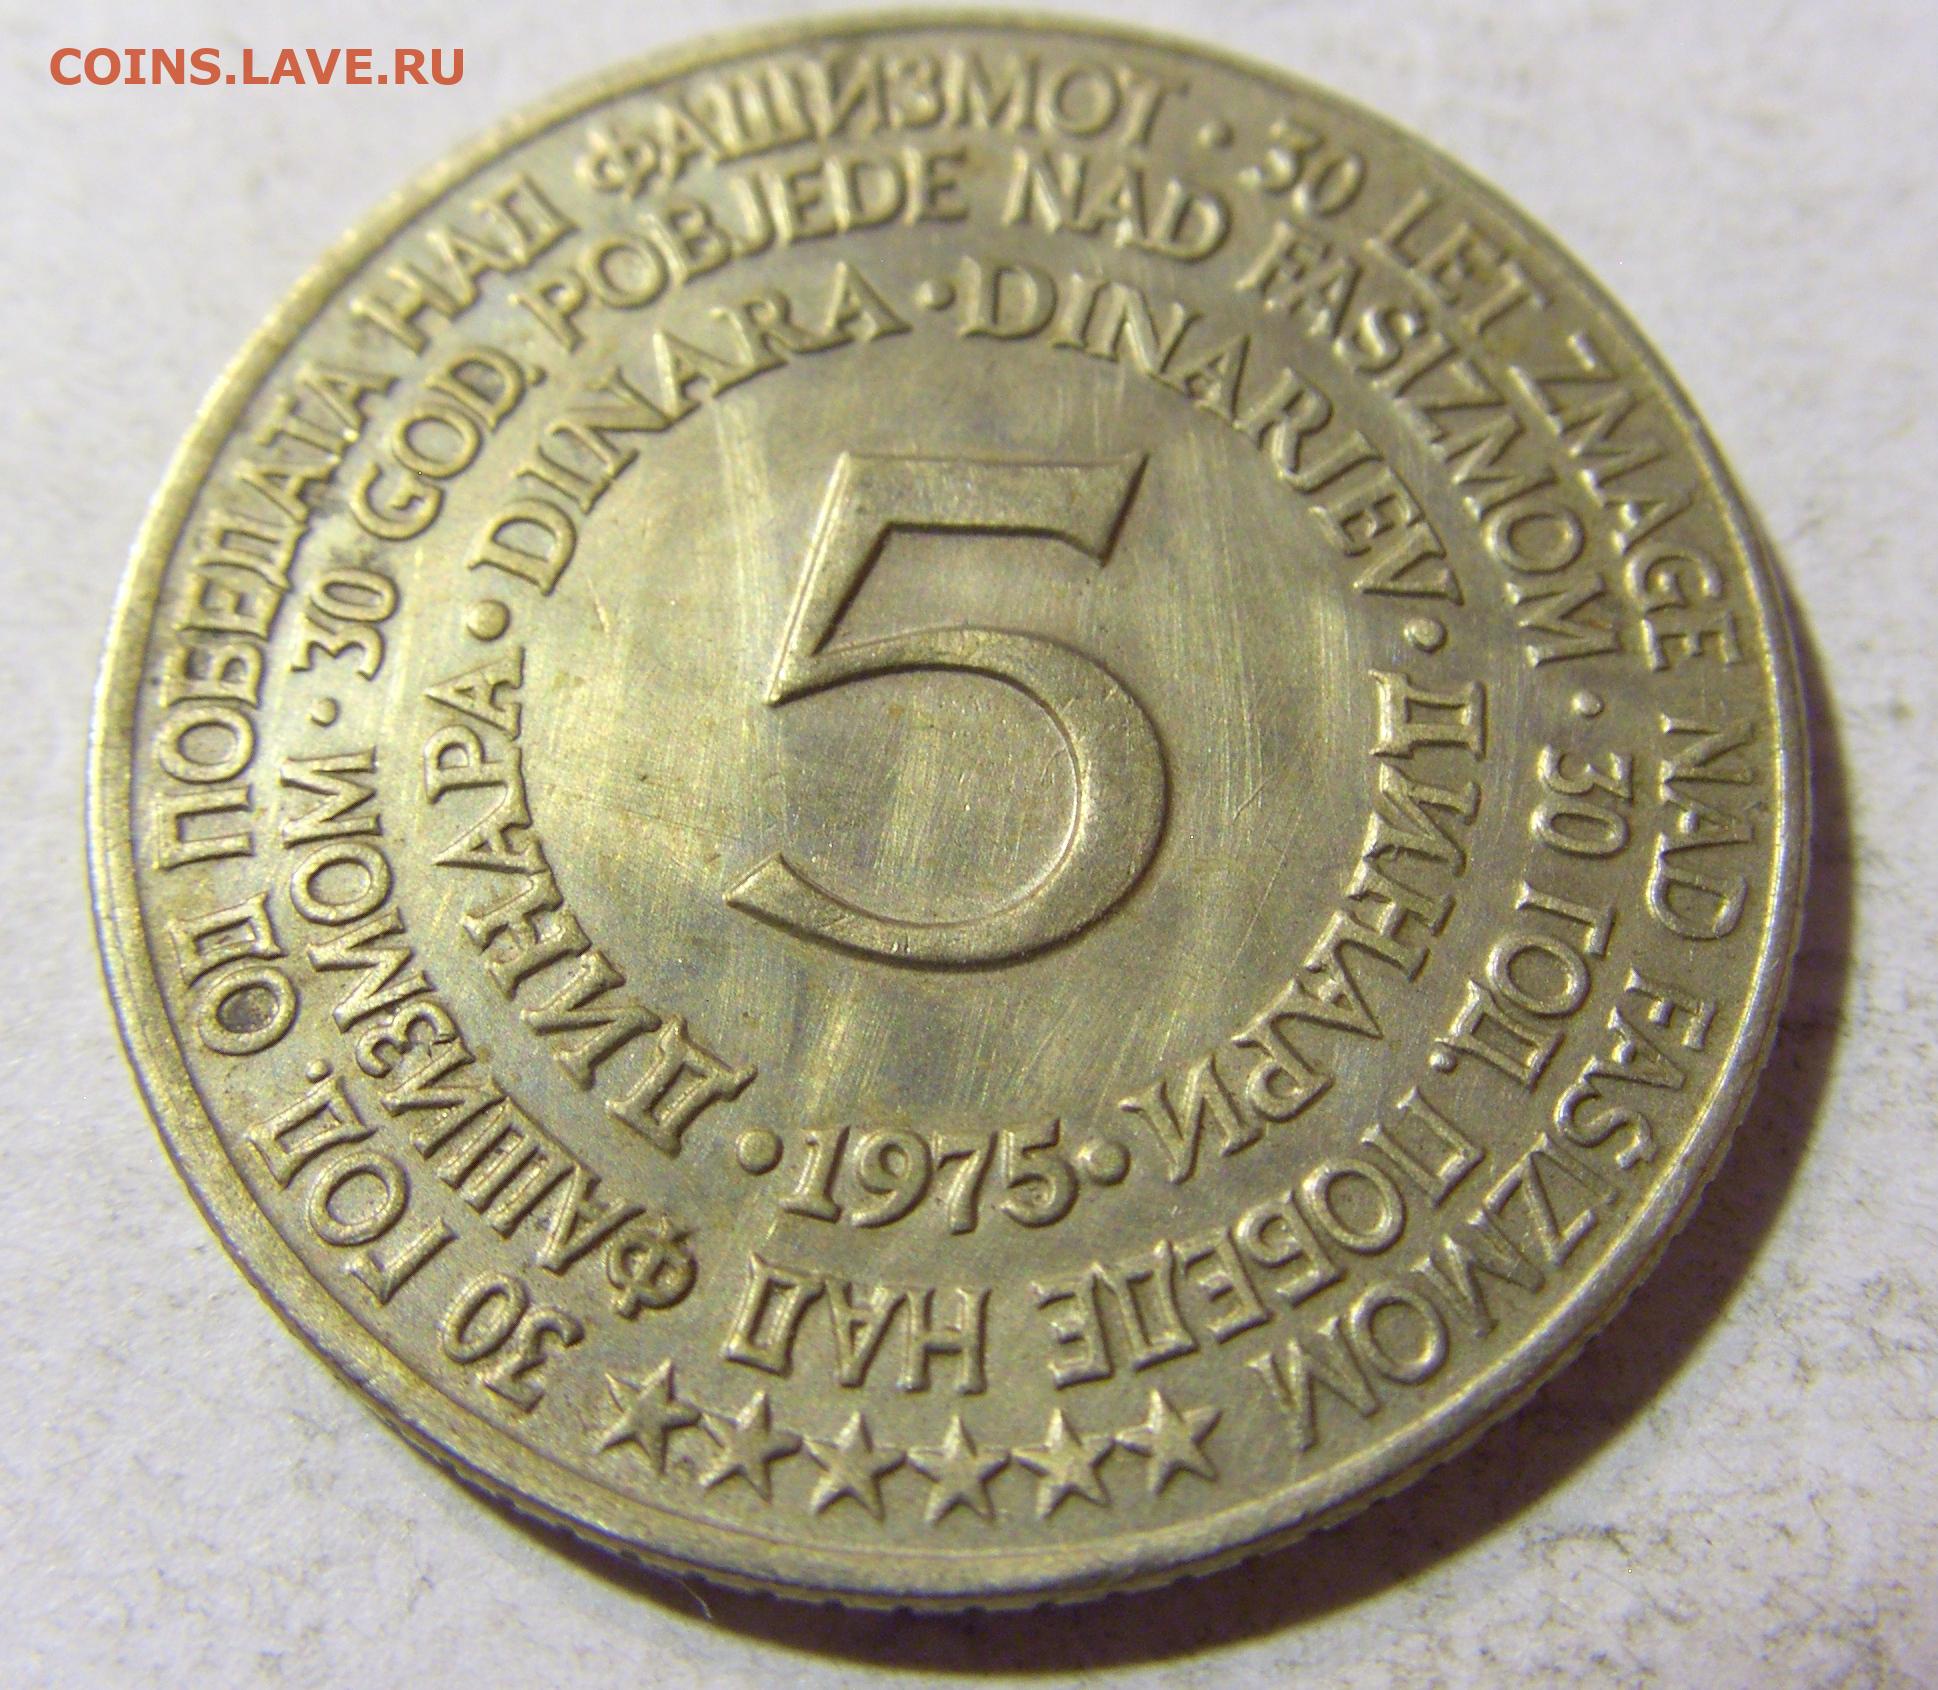 COINS.LAVE.RU
30 ГОД. ОД ПОБЕДАТА НАД ФАШИЗМОТ · 30 LET ZMAGE NAD FAŠIZMOM
ФАШИЗМОМ · 30 GOD. POBJEDE NAD FAŠIZMOM · 30 ГОД. ПОБЕДЕ НАД
ДИНАРА · DINARA · DINARJEV · ДИНАРИ · 1975 ·
5